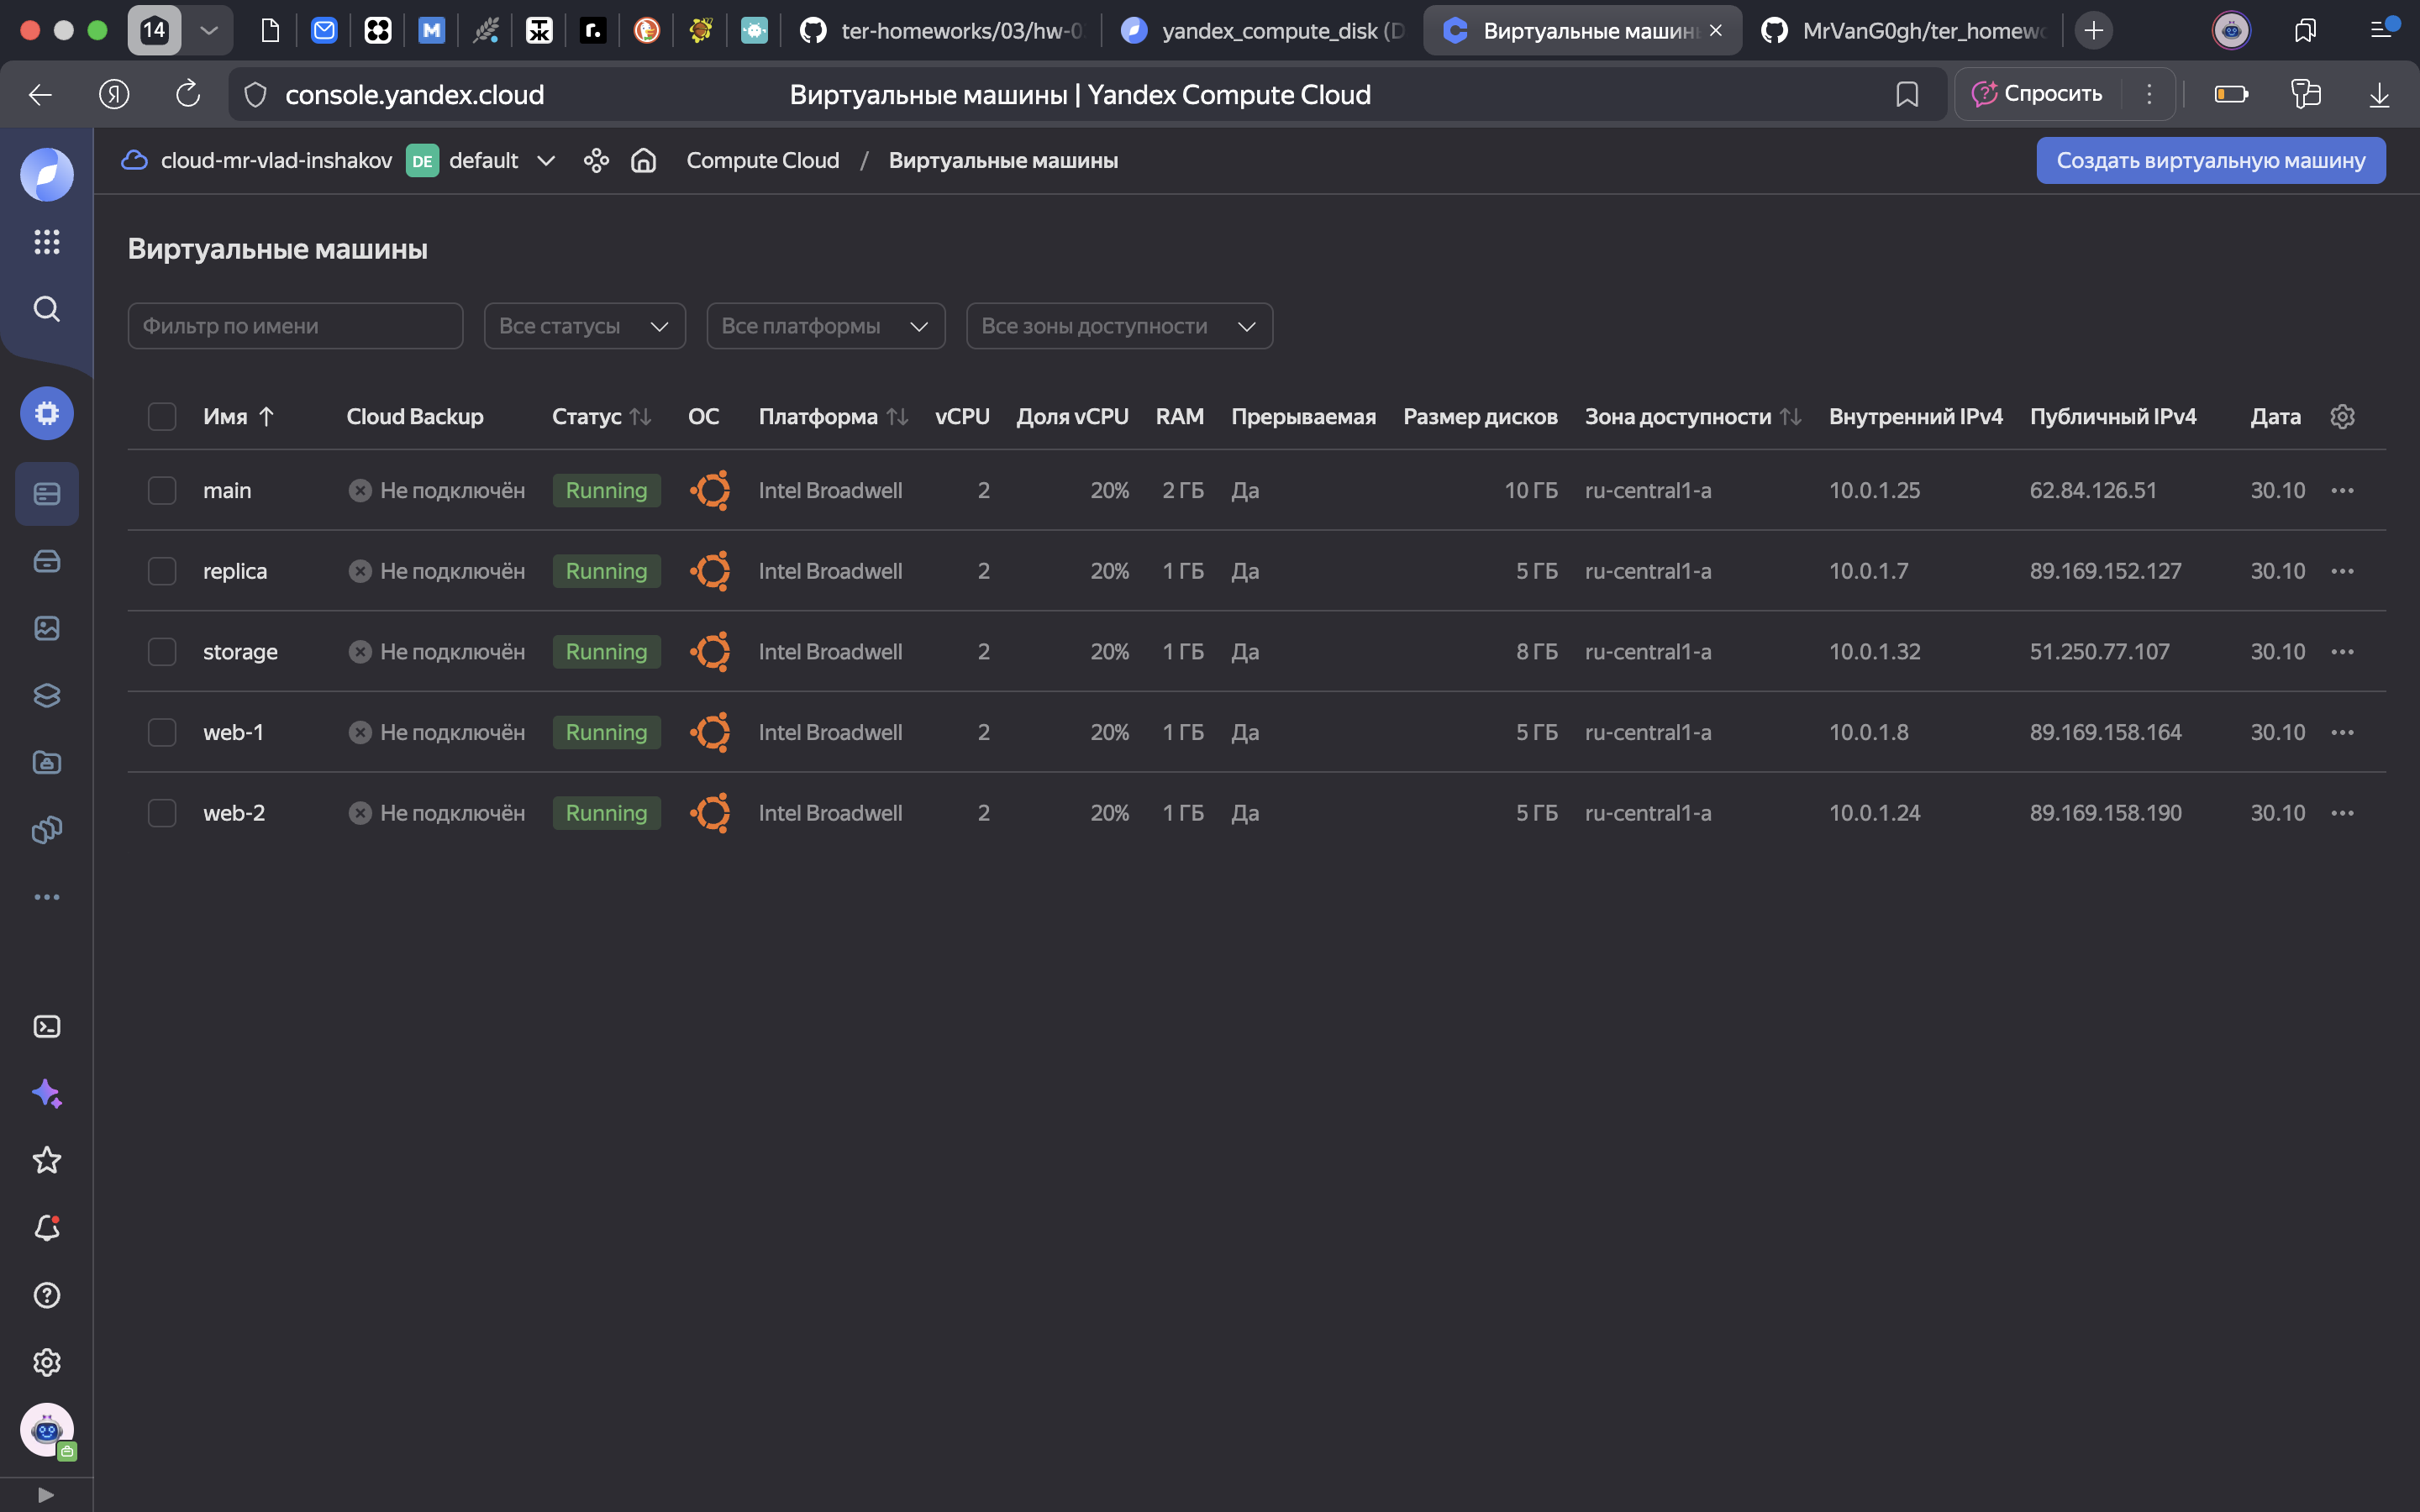 14
ter-homeworks/03/hw-0
yandex_compute_disk (D
Виртуальные машин
MrVanG0gh/ter_homew
console.yandex.cloud
Виртуальные машины | Yandex Compute Cloud
Спросить
cloud-mr-vlad-inshakov DE default Compute Cloud / Виртуальные машины
Создать виртуальную машину
Виртуальные машины
Фильтр по имени Все статусы Все платформы Все зоны доступности
Имя Cloud Backup Статус ОС Платформа vCPU Доля vCPU RAM Прерываемая Размер дисков Зона доступности Внутренний IPv4 Публичный IPv4 Дата
main Не подключён Running Intel Broadwell 2 20% 2 ГБ Да 10 ГБ ru-central1-a 10.0.1.25 62.84.126.51 30.10
replica Не подключён Running Intel Broadwell 2 20% 1 ГБ Да 5 ГБ ru-central1-a 10.0.1.7 89.169.152.127 30.10
storage Не подключён Running Intel Broadwell 2 20% 1 ГБ Да 8 ГБ ru-central1-a 10.0.1.32 51.250.77.107 30.10
web-1 Не подключён Running Intel Broadwell 2 20% 1 ГБ Да 5 ГБ ru-central1-a 10.0.1.8 89.169.158.164 30.10
web-2 Не подключён Running Intel Broadwell 2 20% 1 ГБ Да 5 ГБ ru-central1-a 10.0.1.24 89.169.158.190 30.10